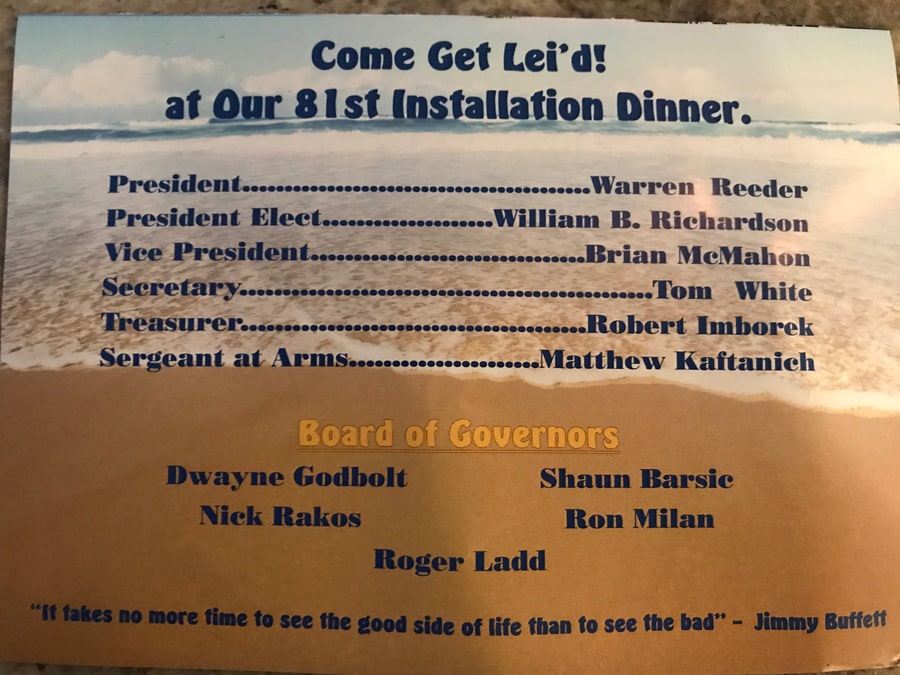 Come Get Lei'd!
at Our 81st Installation Dinner.
President....................................................Warren Reeder
President Elect.........................William B. Richardson
Vice President.........................................Brian McMahon
Secretary..............................................................Tom White
Treasurer...................................................Robert Imborek
Sergeant at Arms............................Matthew Kaftanich
Board of Governors
Dwayne Godbolt Shaun Barsic
Nick Rakos Ron Milan
Roger Ladd
"It takes no more time to see the good side of life than to see the bad" - Jimmy Buffett